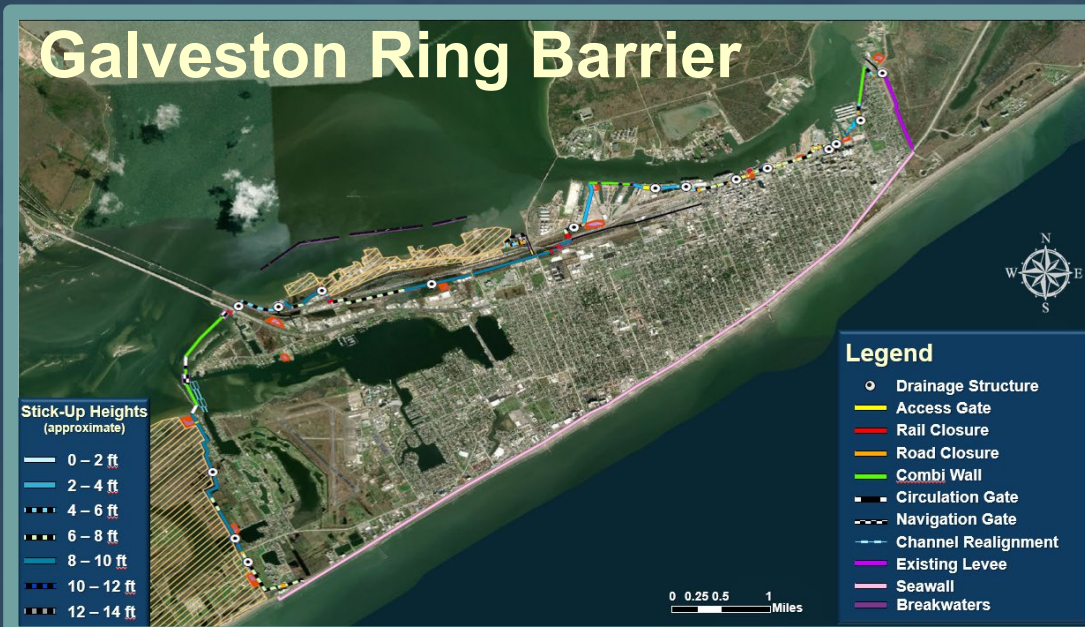 Galveston Ring Barrier
N
W E
S
Legend
Drainage Structure
Access Gate
Rail Closure
Road Closure
Combi Wall
Circulation Gate
Navigation Gate
Channel Realignment
Existing Levee
Seawall
Breakwaters
Stick-Up Heights
(approximate)
0 – 2 ft
2 – 4 ft
4 – 6 ft
6 – 8 ft
8 – 10 ft
10 – 12 ft
12 – 14 ft
0 0.25 0.5 1
Miles